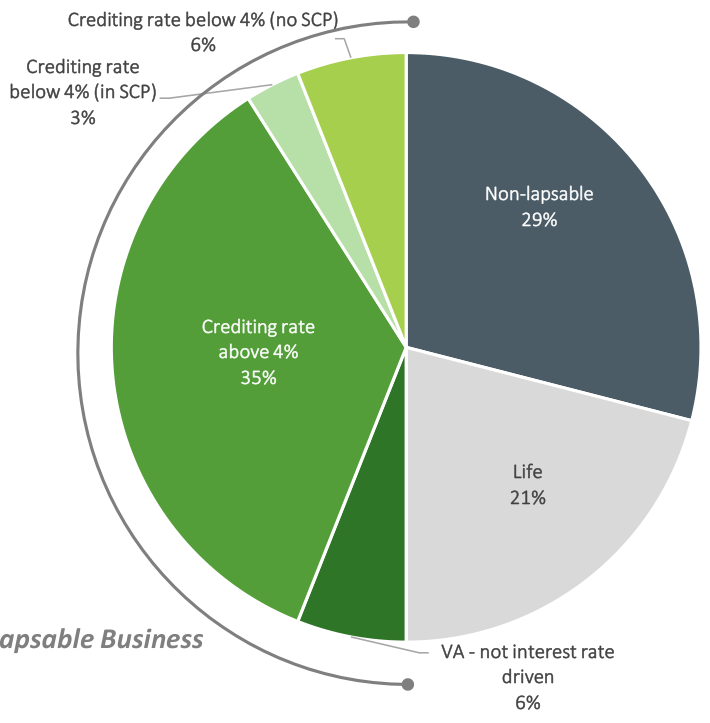 Crediting rate below 4% (no SCP)
6%
Crediting rate
below 4% (in SCP)
3%
Non-lapsable
29%
Crediting rate
above 4%
35%
Life
21%
apsable Business
VA - not interest rate
driven
6%